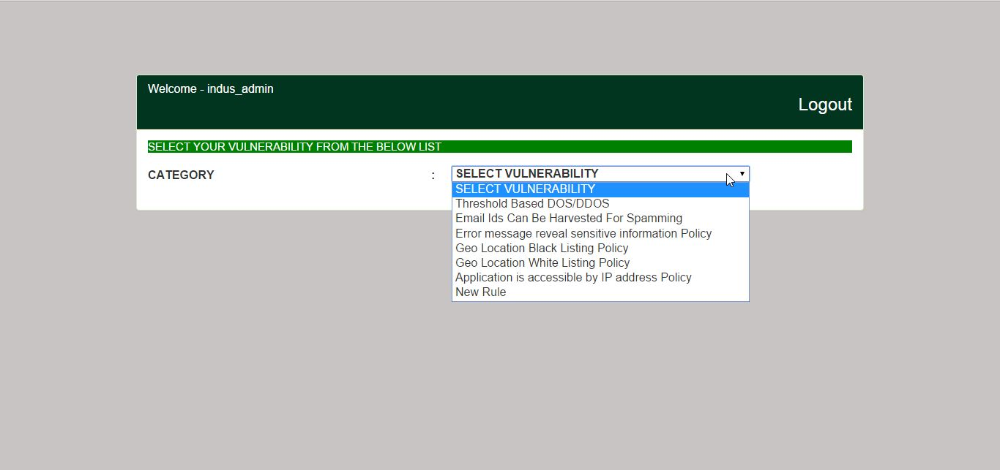 Welcome - indus_admin
Logout
SELECT YOUR VULNERABILITY FROM THE BELOW LIST
CATEGORY : SELECT VULNERABILITY
SELECT VULNERABILITY
Threshold Based DOS/DDOS
Email Ids Can Be Harvested For Spamming
Error message reveal sensitive information Policy
Geo Location Black Listing Policy
Geo Location White Listing Policy
Application is accessible by IP address Policy
New Rule